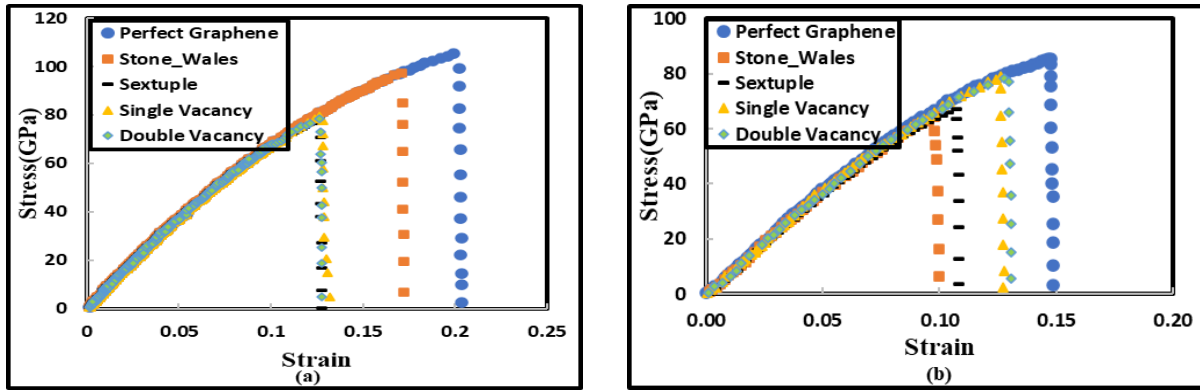 120
100
80
60
40
20
0
Stress(GPa)
Perfect Graphene
Stone_Wales
Sextuple
Single Vacancy
Double Vacancy
0 0.05 0.1 0.15 0.2 0.25
Strain
(a)
100
80
60
40
20
0
Stress(GPa)
Perfect Graphene
Stone_Wales
Sextuple
Single Vacancy
Double Vacancy
0.00 0.05 0.10 0.15 0.20
Strain
(b)